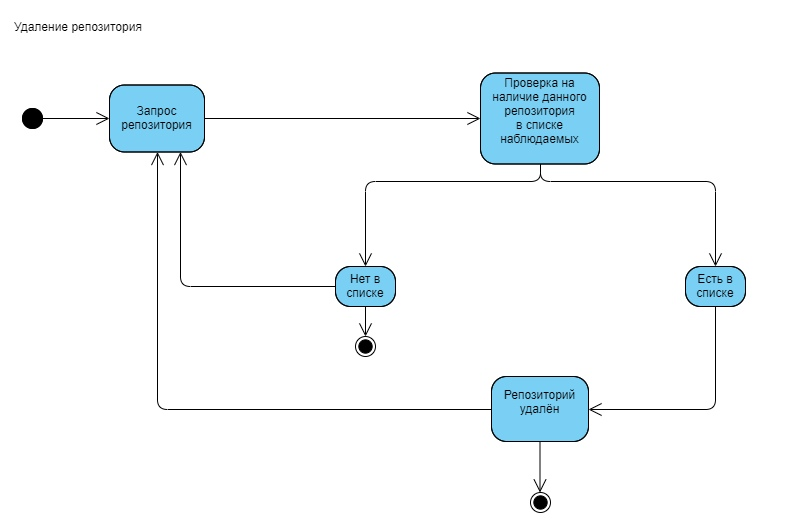 Удаление репозитория
Запрос
репозитория
Проверка на
наличие данного
репозитория
в списке
наблюдаемых
Нет в
списке
Есть в
списке
Репозиторий
удалён